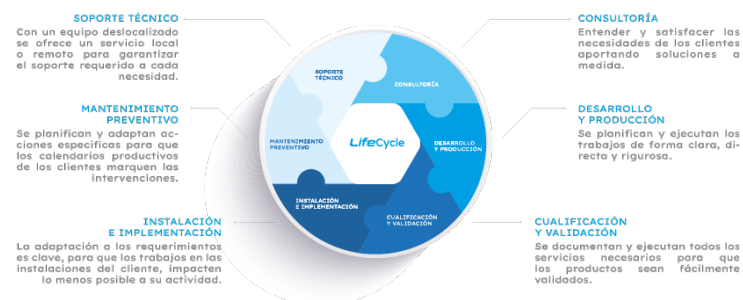 SOPORTE TÉCNICO
Con un equipo deslocalizado
se ofrece un servicio local
o remoto para garantizar
el soporte requerido a cada
necesidad.
MANTENIMIENTO
PREVENTIVO
Se planifican y adaptan ac-
ciones específicas para que
los calendarios productivos
de los clientes marquen las
intervenciones.
INSTALACIÓN
E IMPLEMENTACIÓN
La adaptación a los requerimientos
es clave, para que los trabajos en las
instalaciones del cliente, impacten
lo menos posible a su actividad.
SOPORTE
TÉCNICO
CONSULTORÍA
MANTENIMIENTO
PREVENTIVO
LifeCycle
DESARROLLO
Y PRODUCCIÓN
INSTALACIÓN
E IMPLEMENTACIÓN
CUALIFICACIÓN
Y VALIDACIÓN
CONSULTORÍA
Entender y satisfacer las
necesidades de los clientes
aportando soluciones a
medida.
DESARROLLO
Y PRODUCCIÓN
Se planifican y ejecutan los
trabajos de forma clara, di-
recta y rigurosa.
CUALIFICACIÓN
Y VALIDACIÓN
Se documentan y ejecutan todos los
servicios necesarios para que
los productos sean fácilmente
validados.